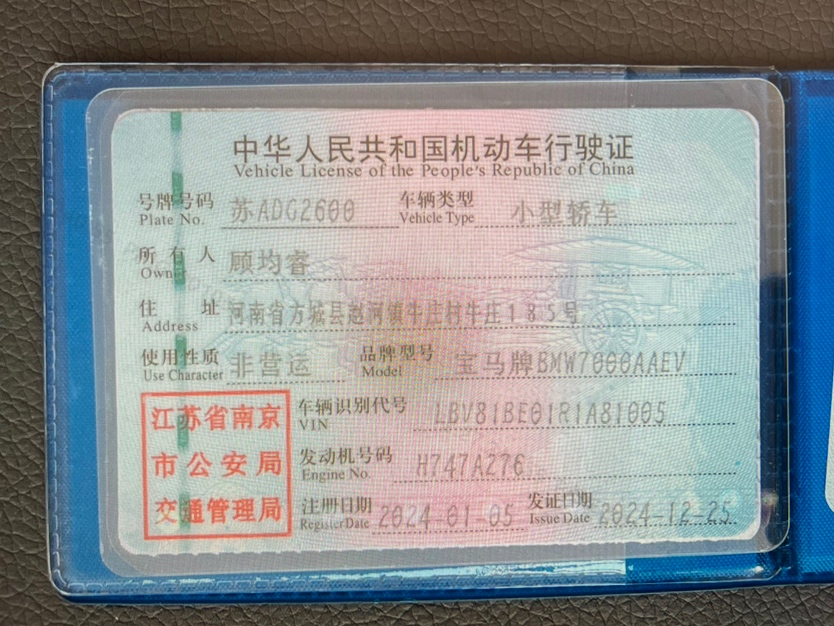 中华人民共和国机动车行驶证
Vehicle License of the People's Republic of China
号牌号码 苏ADG2600 车辆类型 小型轿车
Plate No. Vehicle Type
所有人 顾均睿
Owner
住址 河南省方城县赵河镇牛庄村牛庄185号
Address
使用性质 非营运 品牌型号 宝马牌BMW7000AAEV
Use Character Model
江苏省南京 车辆识别代号 LBV81BE01R1A81005
VIN
市公安局 发动机号码 H747A276
Engine No.
交通管理局 注册日期 2024-01-05 发证日期 2024-12-25
Register Date Issue Date